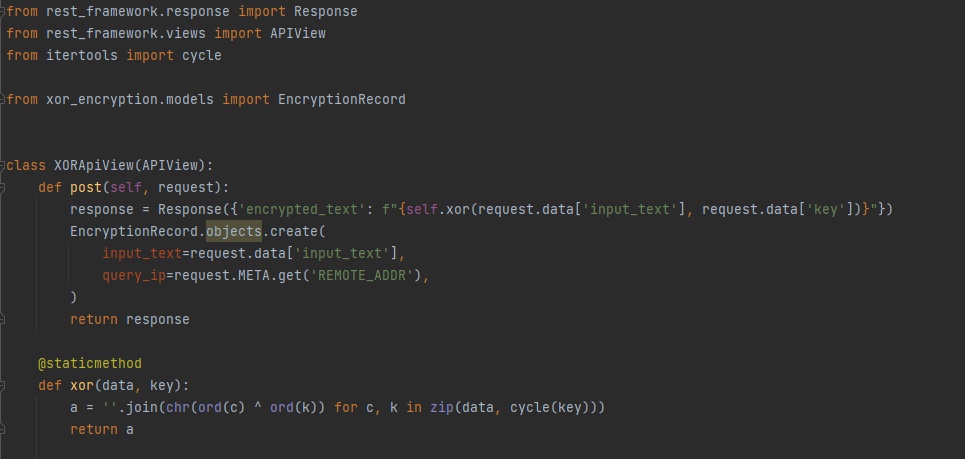 from rest_framework.response import Response
from rest_framework.views import APIView
from itertools import cycle
from xor_encryption.models import EncryptionRecord
class XORApiView(APIView):
    def post(self, request):
        response = Response({'encrypted_text': f"{self.xor(request.data['input_text'], request.data['key'])}"})
        EncryptionRecord.objects.create(
            input_text=request.data['input_text'],
            query_ip=request.META.get('REMOTE_ADDR'),
        )
        return response
    @staticmethod
    def xor(data, key):
        a = ''.join(chr(ord(c) ^ ord(k)) for c, k in zip(data, cycle(key)))
        return a